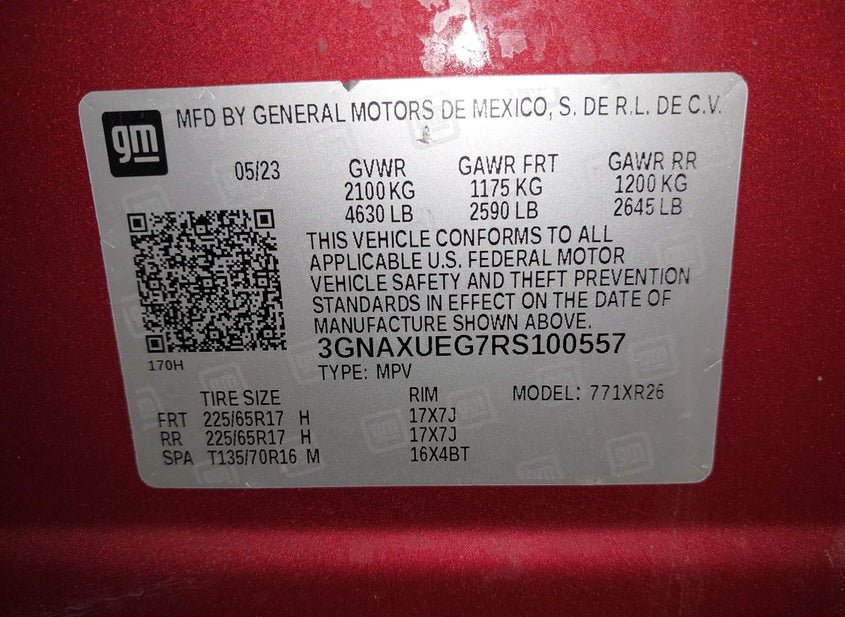 gm
MFD BY GENERAL MOTORS DE MEXICO, S. DE R.L. DE C.V.
05/23 GVWR GAWR FRT GAWR RR
2100 KG 1175 KG 1200 KG
4630 LB 2590 LB 2645 LB
THIS VEHICLE CONFORMS TO ALL
APPLICABLE U.S. FEDERAL MOTOR
VEHICLE SAFETY AND THEFT PREVENTION
STANDARDS IN EFFECT ON THE DATE OF
MANUFACTURE SHOWN ABOVE.
3GNAXUEG7RS100557
170H
TYPE: MPV
TIRE SIZE RIM MODEL: 771XR26
FRT 225/65R17 H 17X7J
RR 225/65R17 H 17X7J
SPA T135/70R16 M 16X4BT